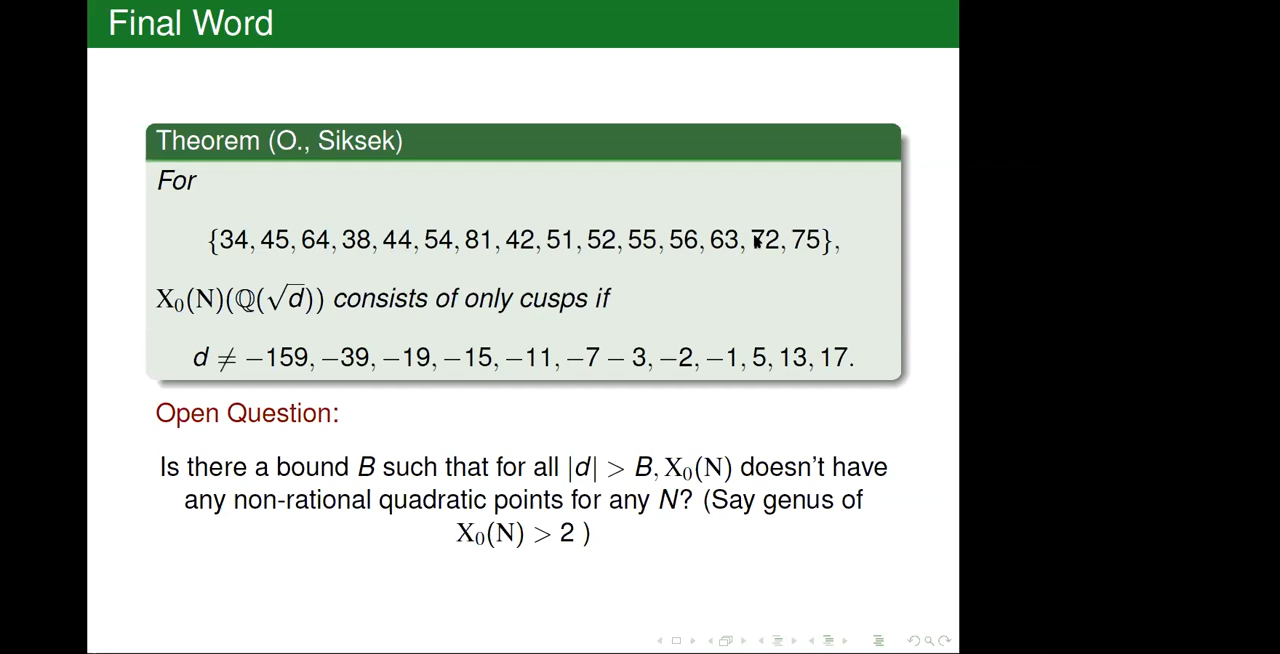 Final Word
Theorem (O., Siksek)
For
{34, 45, 64, 38, 44, 54, 81, 42, 51, 52, 55, 56, 63, 72, 75},
X₀(N)(ℚ(√d)) consists of only cusps if
d ≠ −159, −39, −19, −15, −11, −7 − 3, −2, −1, 5, 13, 17.
Open Question:
Is there a bound B such that for all |d| > B, X₀(N) doesn't have
any non-rational quadratic points for any N? (Say genus of
X₀(N) > 2 )